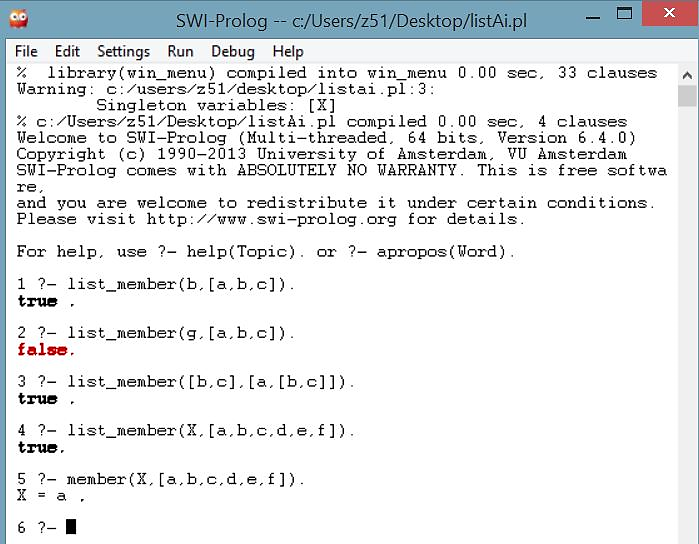 SWI-Prolog -- c:/Users/z51/Desktop/listAi.pl
File Edit Settings Run Debug Help
%  library(win_menu) compiled into win_menu 0.00 sec, 33 clauses
Warning: c:/users/z51/desktop/listai.pl:3:
        Singleton variables: [X]
% c:/Users/z51/Desktop/listAi.pl compiled 0.00 sec, 4 clauses
Welcome to SWI-Prolog (Multi-threaded, 64 bits, Version 6.4.0)
Copyright (c) 1990-2013 University of Amsterdam, VU Amsterdam
SWI-Prolog comes with ABSOLUTELY NO WARRANTY. This is free softwa
re,
and you are welcome to redistribute it under certain conditions.
Please visit http://www.swi-prolog.org for details.
For help, use ?- help(Topic). or ?- apropos(Word).
1 ?- list_member(b,[a,b,c]).
true .
2 ?- list_member(g,[a,b,c]).
false.
3 ?- list_member([b,c],[a,[b,c]]).
true .
4 ?- list_member(X,[a,b,c,d,e,f]).
true.
5 ?- member(X,[a,b,c,d,e,f]).
X = a .
6 ?-